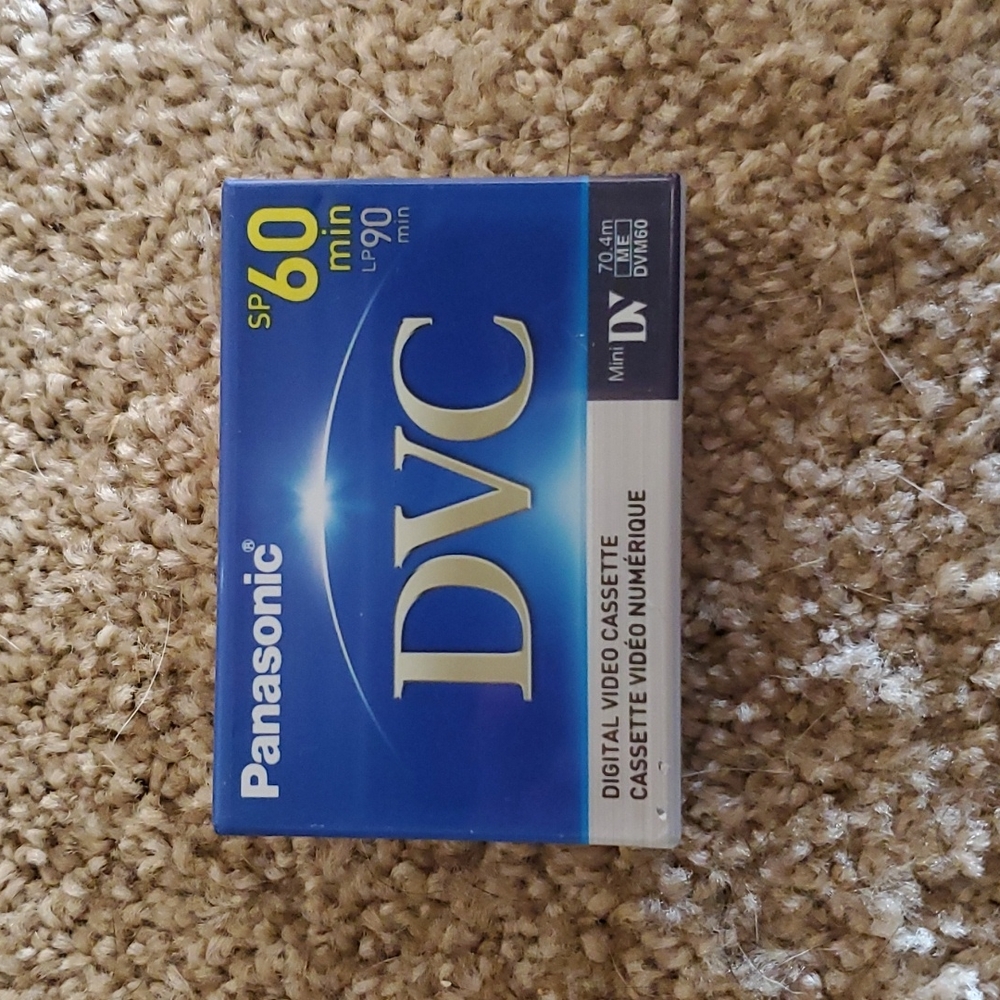 Panasonic®
SP60
min
LP90
min
DVC
DIGITAL VIDEO CASSETTE
CASSETTE VIDÉO NUMÉRIQUE
Mini DV
70.4m
ME
DVM60